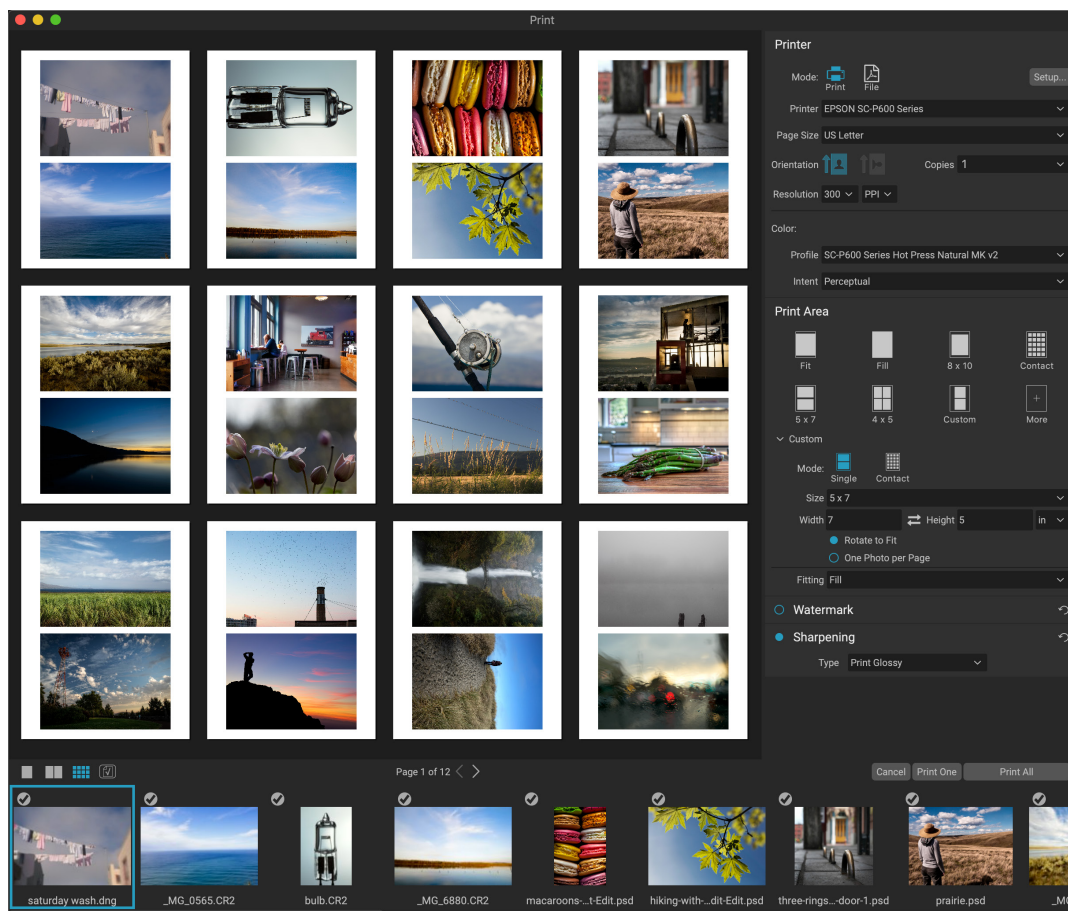 Print
Printer
Mode:
Print
File
Setup...
Printer EPSON SC-P600 Series
Page Size US Letter
Orientation
Copies 1
Resolution 300 PPI
Color:
Profile SC-P600 Series Hot Press Natural MK v2
Intent Perceptual
Print Area
Fit Fill 8 x 10 Contact
5 x 7 4 x 5 Custom More
Custom
Mode:
Single Contact
Size 5 x 7
Width 7 Height 5 in
Rotate to Fit
One Photo per Page
Fitting Fill
Watermark
Sharpening
Type Print Glossy
Page 1 of 12
Cancel Print One Print All
saturday wash.dng _MG_0565.CR2 bulb.CR2 _MG_6880.CR2 macaroons-...t-Edit.psd hiking-with-...dit-Edit.psd three-rings...-door-1.psd prairie.psd _M